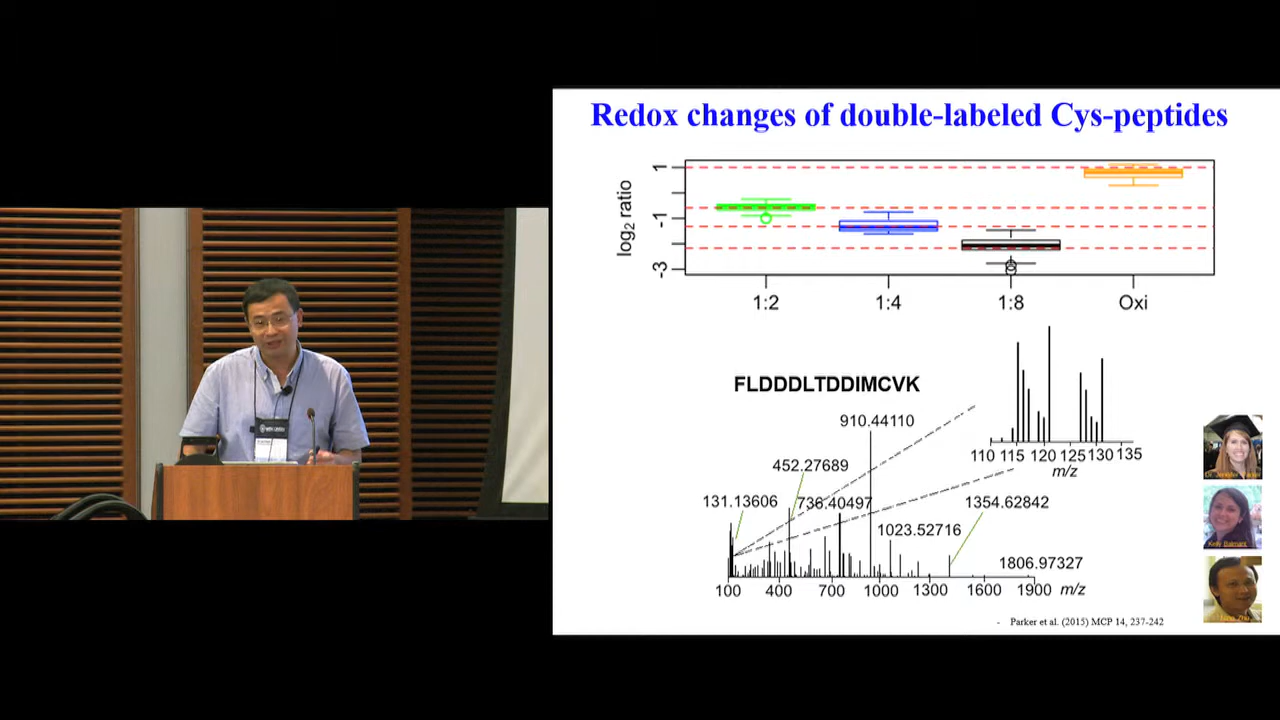 Redox changes of double-labeled Cys-peptides
log2 ratio
1
-1
-3
1:2
1:4
1:8
Oxi
FLDDDLTDDIMCVK
910.44110
452.27689
131.13606
736.40497
1023.52716
1354.62842
1806.97327
100 400 700 1000 1300 1600 1900 m/z
110 115 120 125 130 135
m/z
Kelly Balmant
- Parker et al. (2015) MCP 14, 237-242